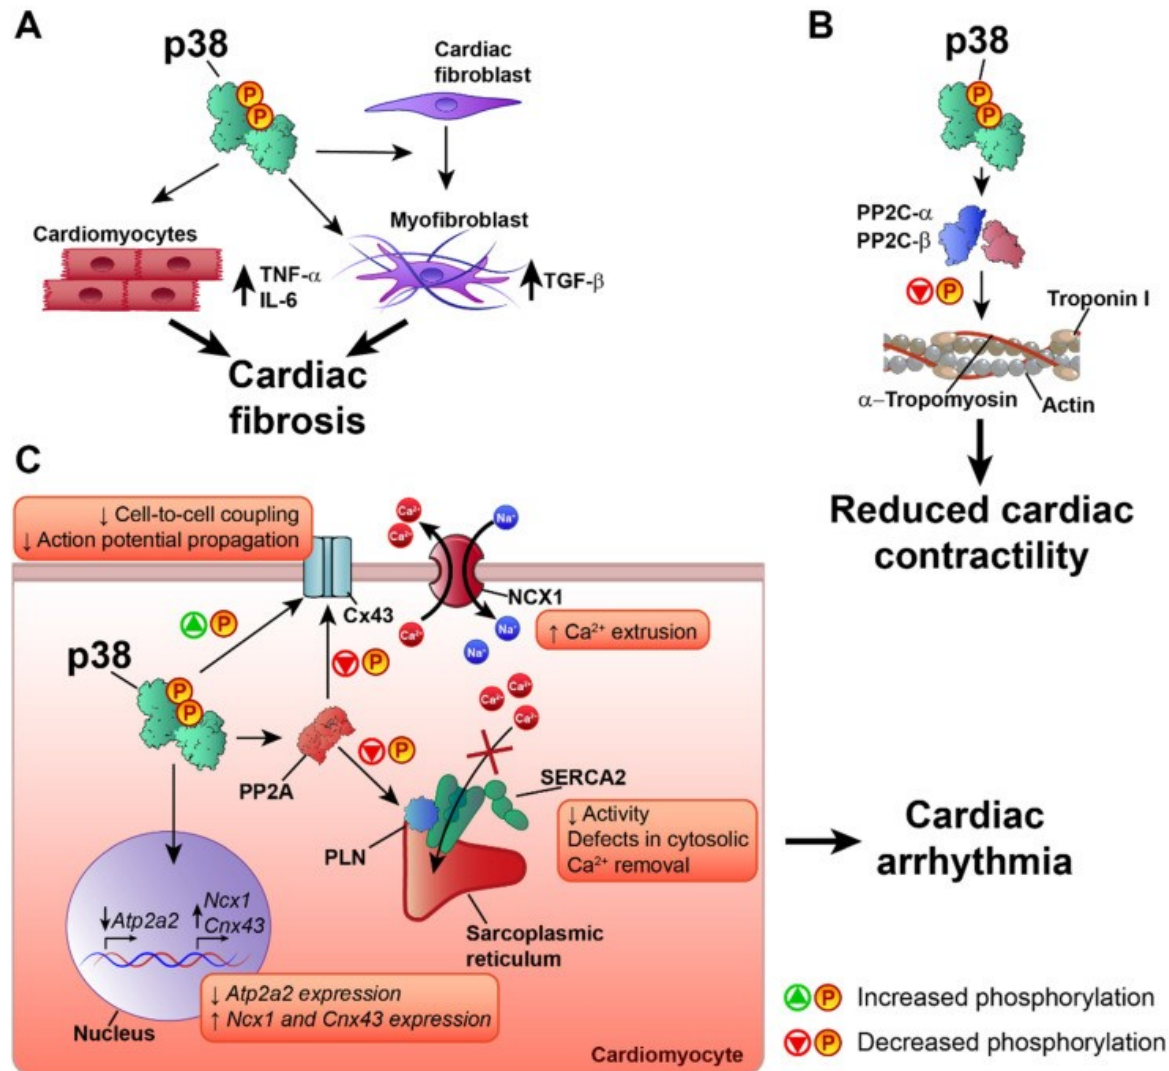 A
p38
P
P
Cardiac
fibroblast
Cardiomyocytes
TNF-α
IL-6
Myofibroblast
TGF-β
Cardiac
fibrosis
B
p38
P
P
PP2C-α
PP2C-β
P
Troponin I
α–Tropomyosin
Actin
Reduced cardiac
contractility
C
↓ Cell-to-cell coupling
↓ Action potential propagation
Ca²⁺
Ca²⁺
Na⁺
Cx43
NCX1
P
Ca²⁺
Na⁺
Na⁺
↑ Ca²⁺ extrusion
p38
P
P
P
Ca²⁺
Ca²⁺
Ca²⁺
PP2A
P
SERCA2
PLN
↓ Activity
Defects in cytosolic
Ca²⁺ removal
Sarcoplasmic
reticulum
Atp2a2
Ncx1
Cnx43
↓ Atp2a2 expression
↑ Ncx1 and Cnx43 expression
Nucleus
Cardiomyocyte
Cardiac
arrhythmia
P Increased phosphorylation
P Decreased phosphorylation